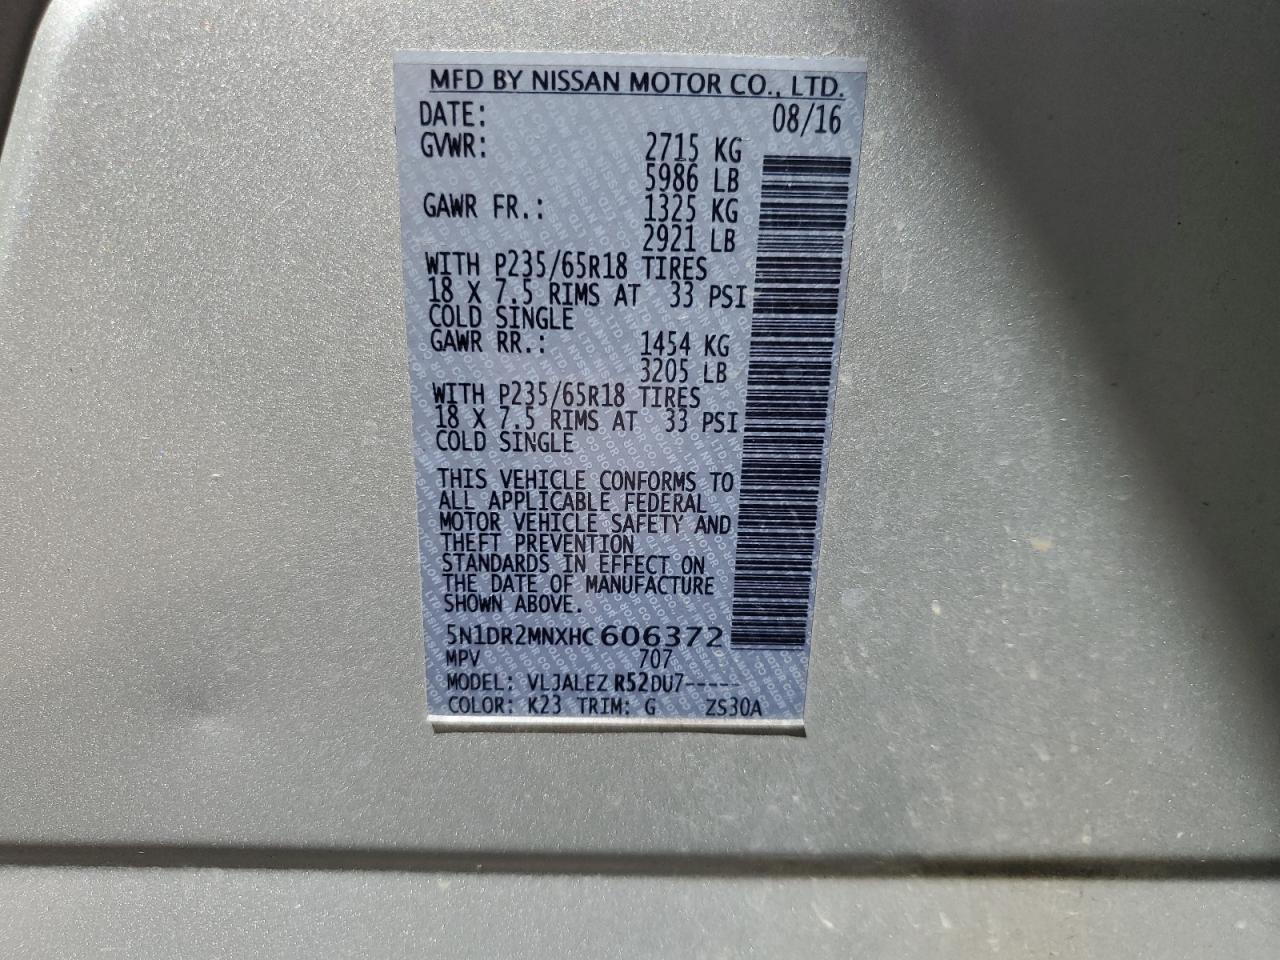 MFD BY NISSAN MOTOR CO., LTD.
DATE: 08/16
GVWR: 2715 KG
5986 LB
GAWR FR.: 1325 KG
2921 LB
WITH P235/65R18 TIRES
18 X 7.5 RIMS AT 33 PSI
COLD SINGLE
GAWR RR.: 1454 KG
3205 LB
WITH P235/65R18 TIRES
18 X 7.5 RIMS AT 33 PSI
COLD SINGLE
THIS VEHICLE CONFORMS TO
ALL APPLICABLE FEDERAL
MOTOR VEHICLE SAFETY AND
THEFT PREVENTION
STANDARDS IN EFFECT ON
THE DATE OF MANUFACTURE
SHOWN ABOVE.
5N1DR2MNXHC606372
MPV 707
MODEL: VLJALEZ R52DU7-----
COLOR: K23 TRIM: G ZS30A